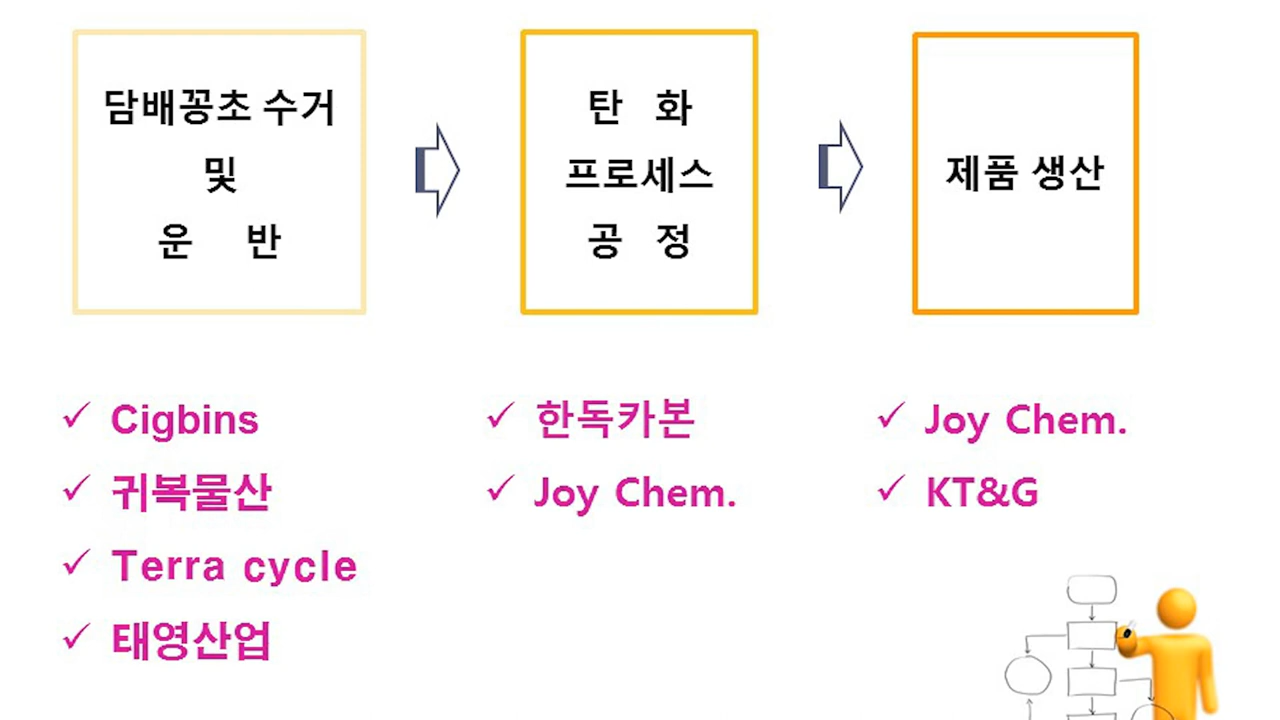 담배꽁초 수거
및
운 반
탄 화
프로세스
공 정
제품 생산
✓ Cigbins
✓ 귀복물산
✓ Terra cycle
✓ 태영산업
✓ 한독카본
✓ Joy Chem.
✓ Joy Chem.
✓ KT&G